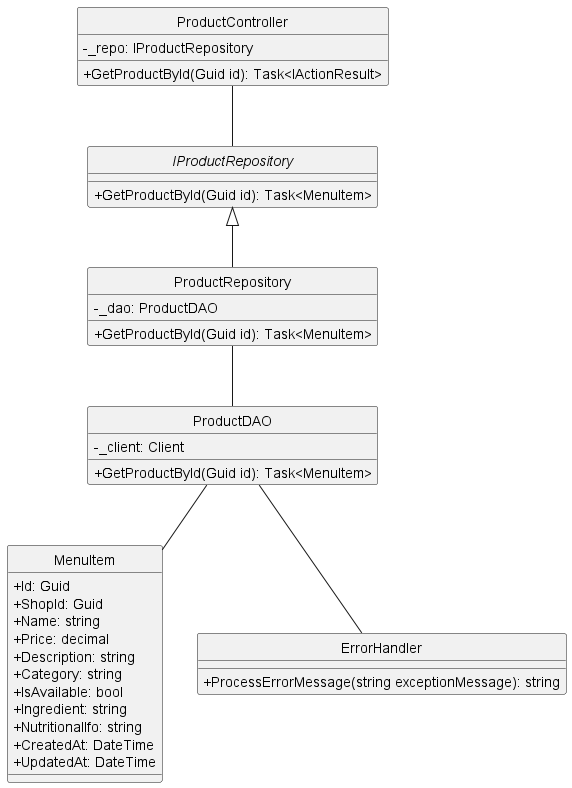 ProductController
-_repo: IProductRepository
+GetProductById(Guid id): Task<IActionResult>
IProductRepository
+GetProductById(Guid id): Task<MenuItem>
ProductRepository
-_dao: ProductDAO
+GetProductById(Guid id): Task<MenuItem>
ProductDAO
-_client: Client
+GetProductById(Guid id): Task<MenuItem>
MenuItem
+Id: Guid
+ShopId: Guid
+Name: string
+Price: decimal
+Description: string
+Category: string
+IsAvailable: bool
+Ingredient: string
+NutritionalIfo: string
+CreatedAt: DateTime
+UpdatedAt: DateTime
ErrorHandler
+ProcessErrorMessage(string exceptionMessage): string